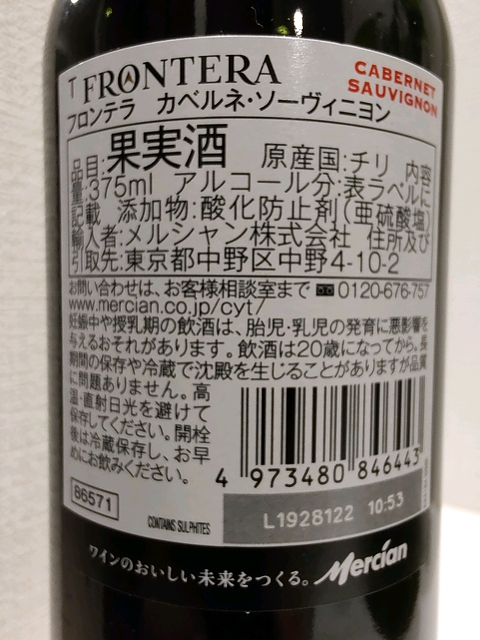 T FRONTERA
CABERNET
SAUVIGNON
フロンテラ カベルネ・ソーヴィニヨン
品目:果実酒 原産国:チリ 内容
量:375ml アルコール分:表ラベルに
記載 添加物:酸化防止剤(亜硫酸塩)
輸入者:メルシャン株式会社 住所及び
引取先:東京都中野区中野4-10-2
お問い合わせは、お客様相談室まで 0120-676-757
www.mercian.co.jp/cyt/
妊娠中や授乳期の飲酒は、胎児・乳児の発育に悪影響を
与えるおそれがあります。飲酒は20歳になってから。長
期間の保存や冷蔵で沈殿を生じることがありますが品質
に問題ありません。高
温・直射日光を避けて
保存してください。開栓
後は冷蔵保存し、お早
めにお飲みください。
4 973480 846443
86571
CONTAINS SULPHITES
L1928122 10:53
ワインのおいしい未来をつくる。 Mercian